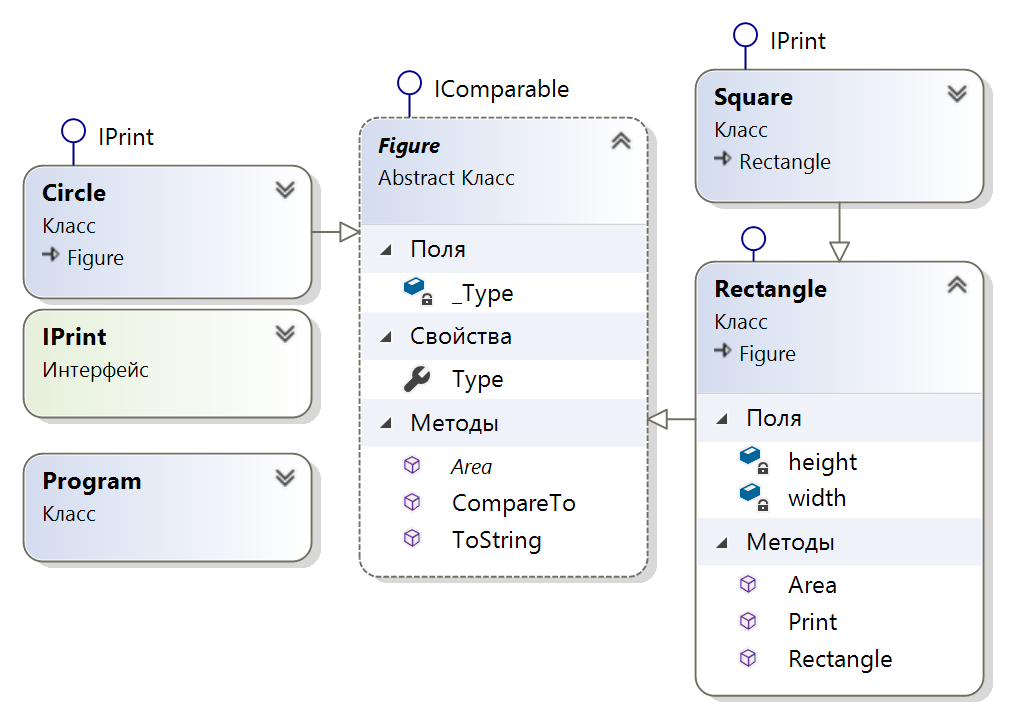 IPrint
Circle
Класс
Figure
IPrint
Интерфейс
Program
Класс
IComparable
Figure
Abstract Класс
Поля
_Type
Свойства
Type
Методы
Area
CompareTo
ToString
IPrint
Square
Класс
Rectangle
Rectangle
Класс
Figure
Поля
height
width
Методы
Area
Print
Rectangle